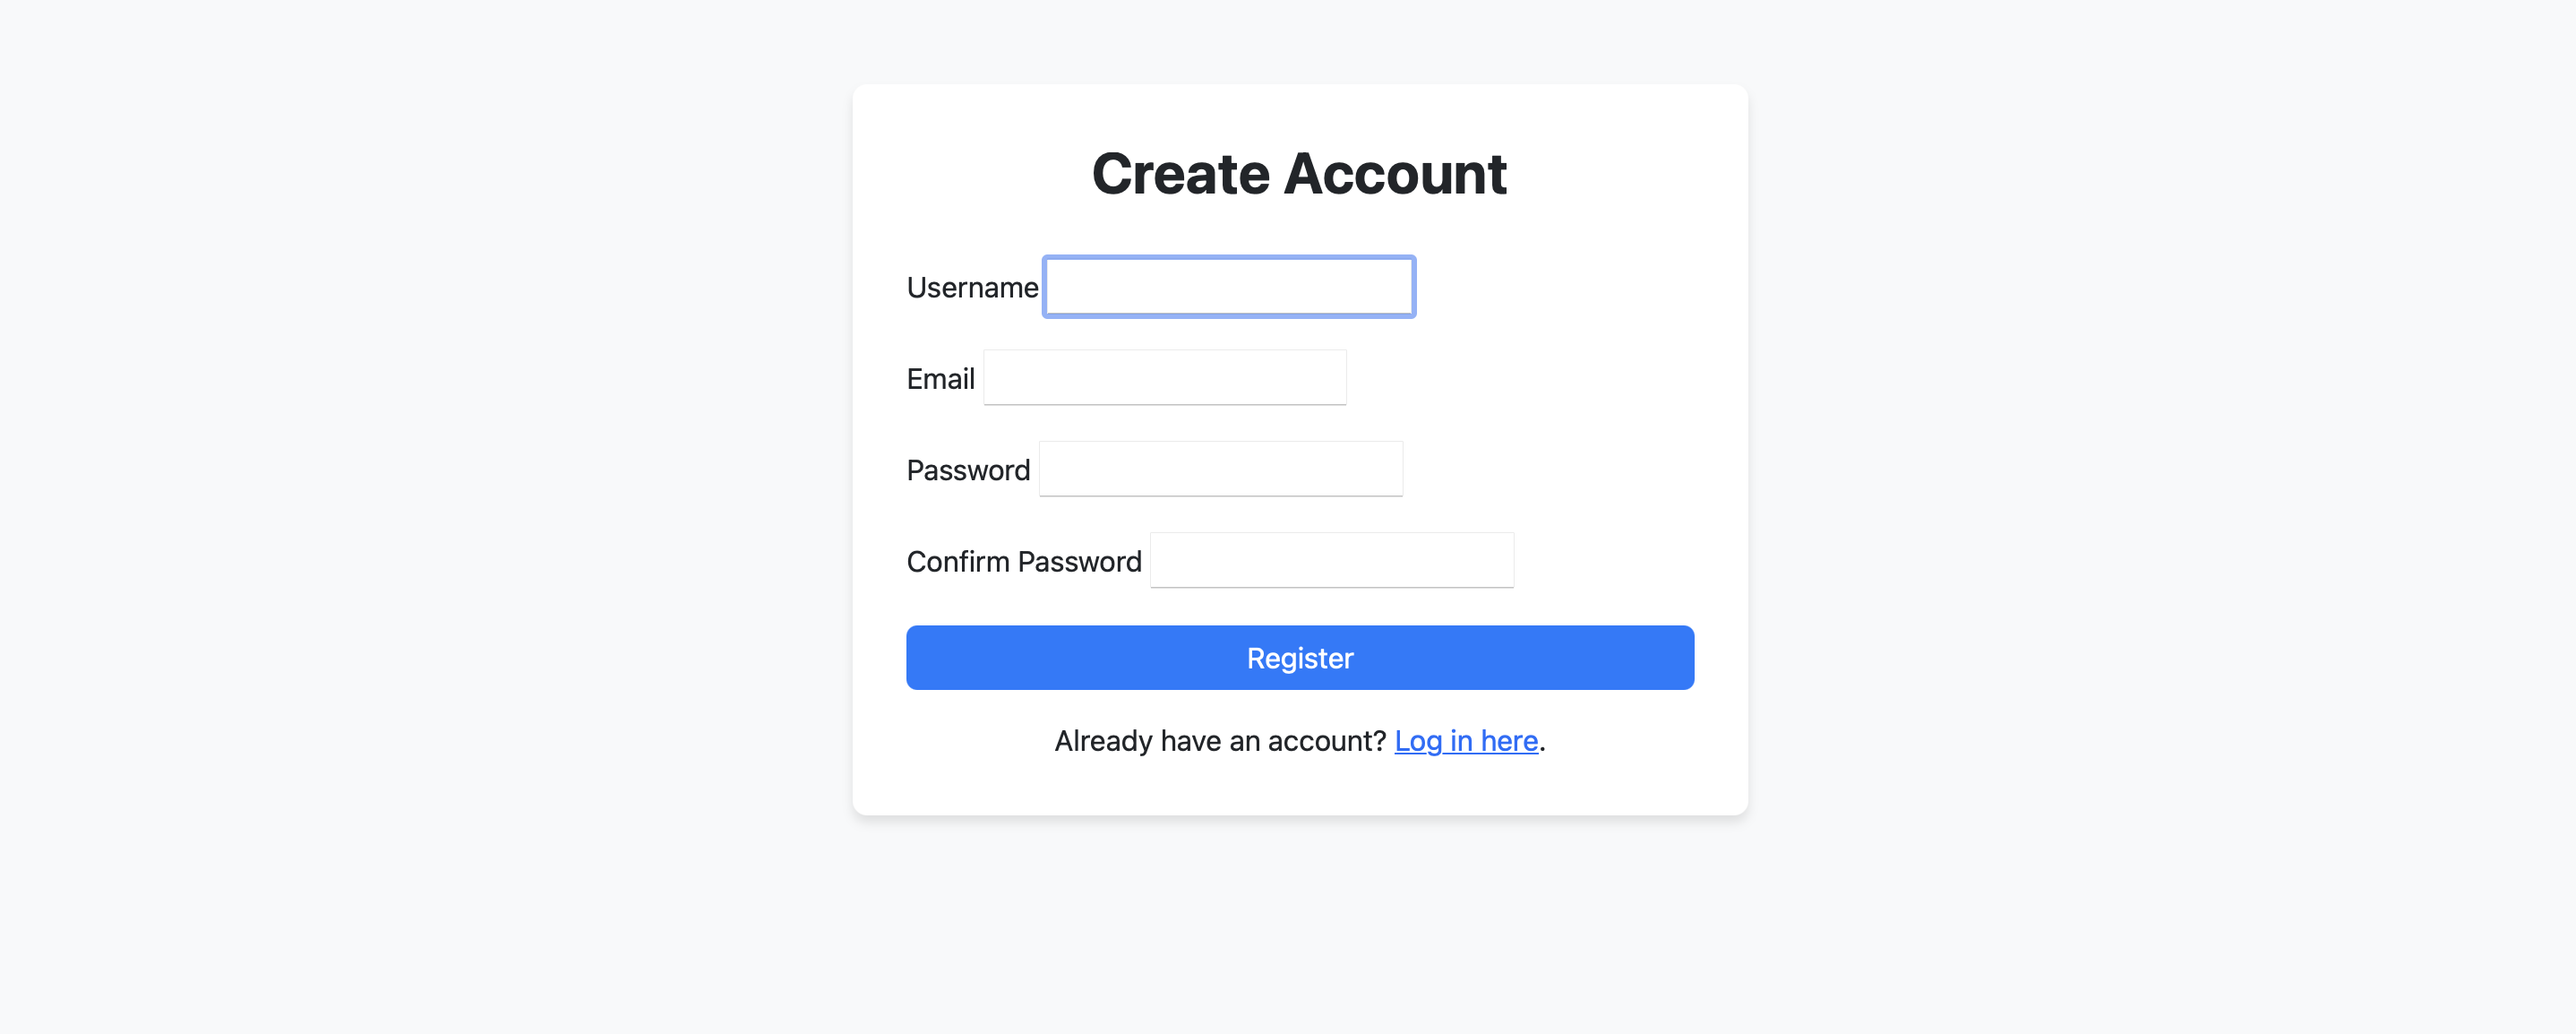 Create Account
Username
Email
Password
Confirm Password
Register
Already have an account? Log in here.